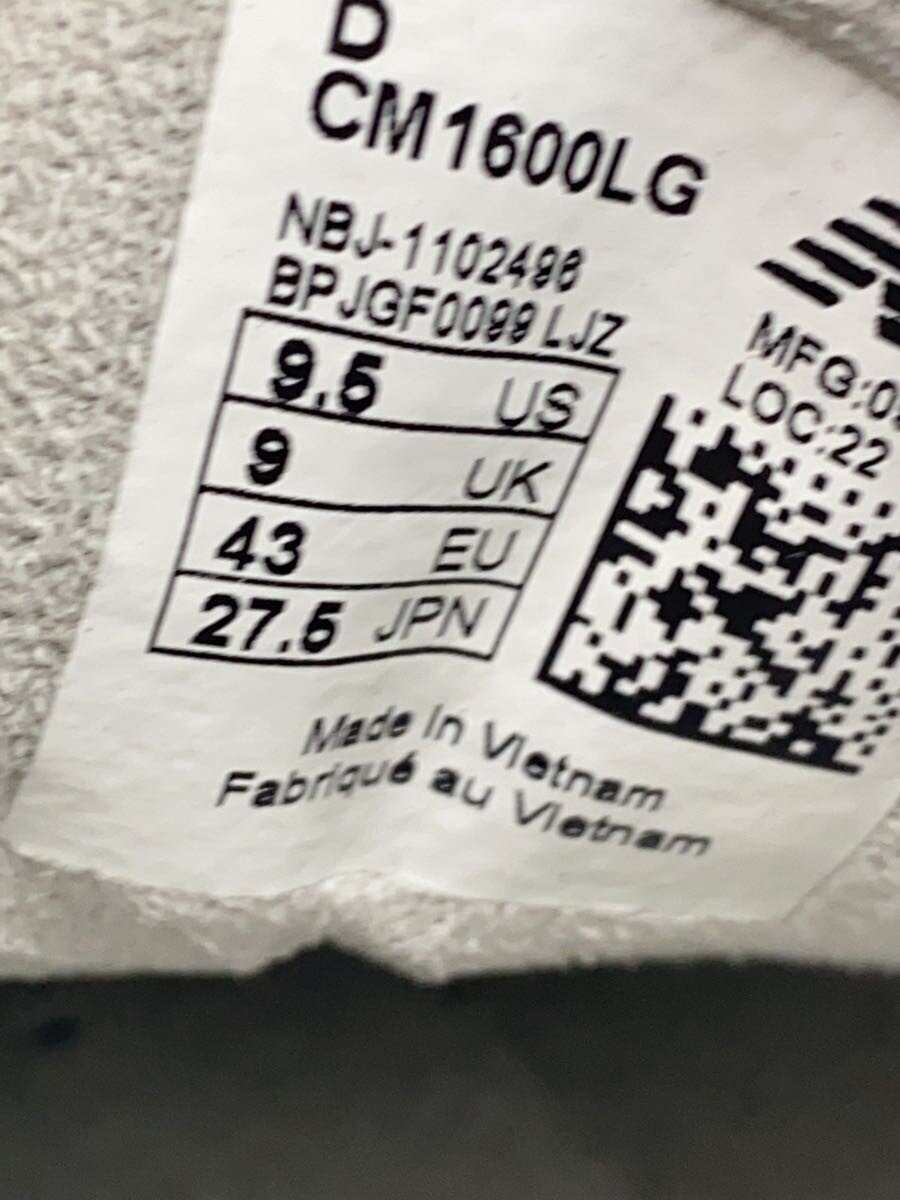 D
CM1600LG
NBJ-1102496
BPJGF0099 LJZ
9.5 US
9 UK
43 EU
27.5 JPN
MFG:0
LOC:22
Made in Vietnam
Fabriqué au Vietnam